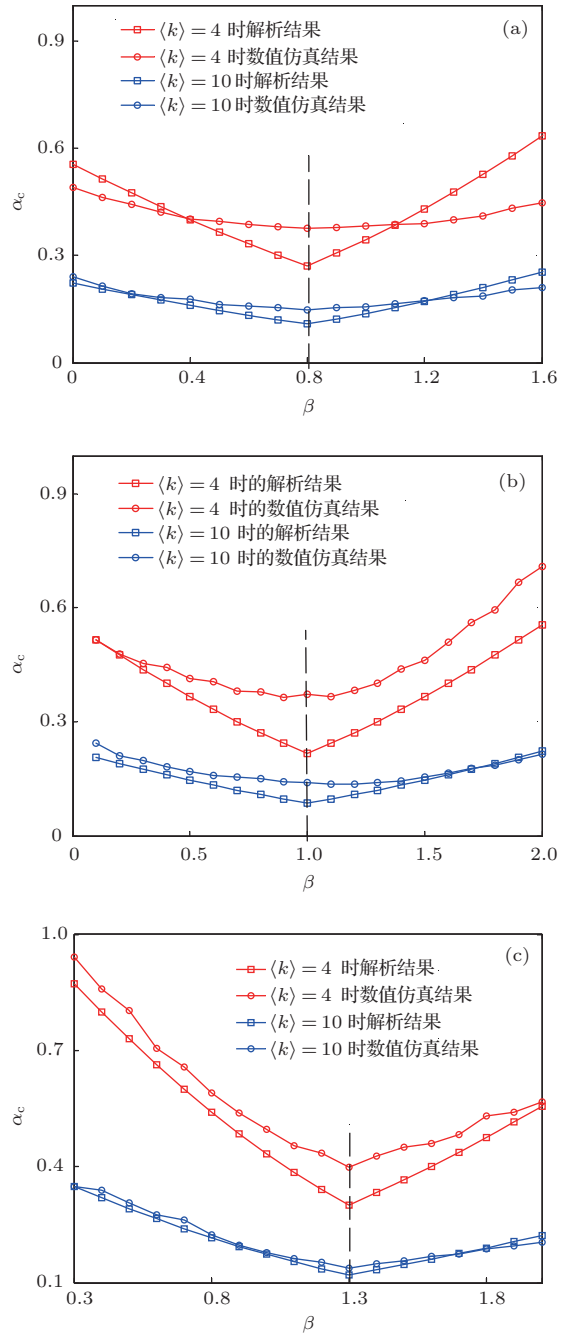 0.9
(a)
⟨k⟩ = 4 时解析结果
⟨k⟩ = 4 时数值仿真结果
⟨k⟩ = 10 时解析结果
⟨k⟩ = 10 时数值仿真结果
0.6
αc
0.3
0
0 0.4 0.8 1.2 1.6
β
0.9
(b)
⟨k⟩ = 4 时的解析结果
⟨k⟩ = 4 时的数值仿真结果
⟨k⟩ = 10 时的解析结果
⟨k⟩ = 10 时的数值仿真结果
0.6
αc
0.3
0
0 0.5 1.0 1.5 2.0
β
1.0
(c)
⟨k⟩ = 4 时解析结果
⟨k⟩ = 4 时数值仿真结果
⟨k⟩ = 10 时解析结果
⟨k⟩ = 10 时数值仿真结果
0.7
αc
0.4
0.1
0.3 0.8 1.3 1.8
β